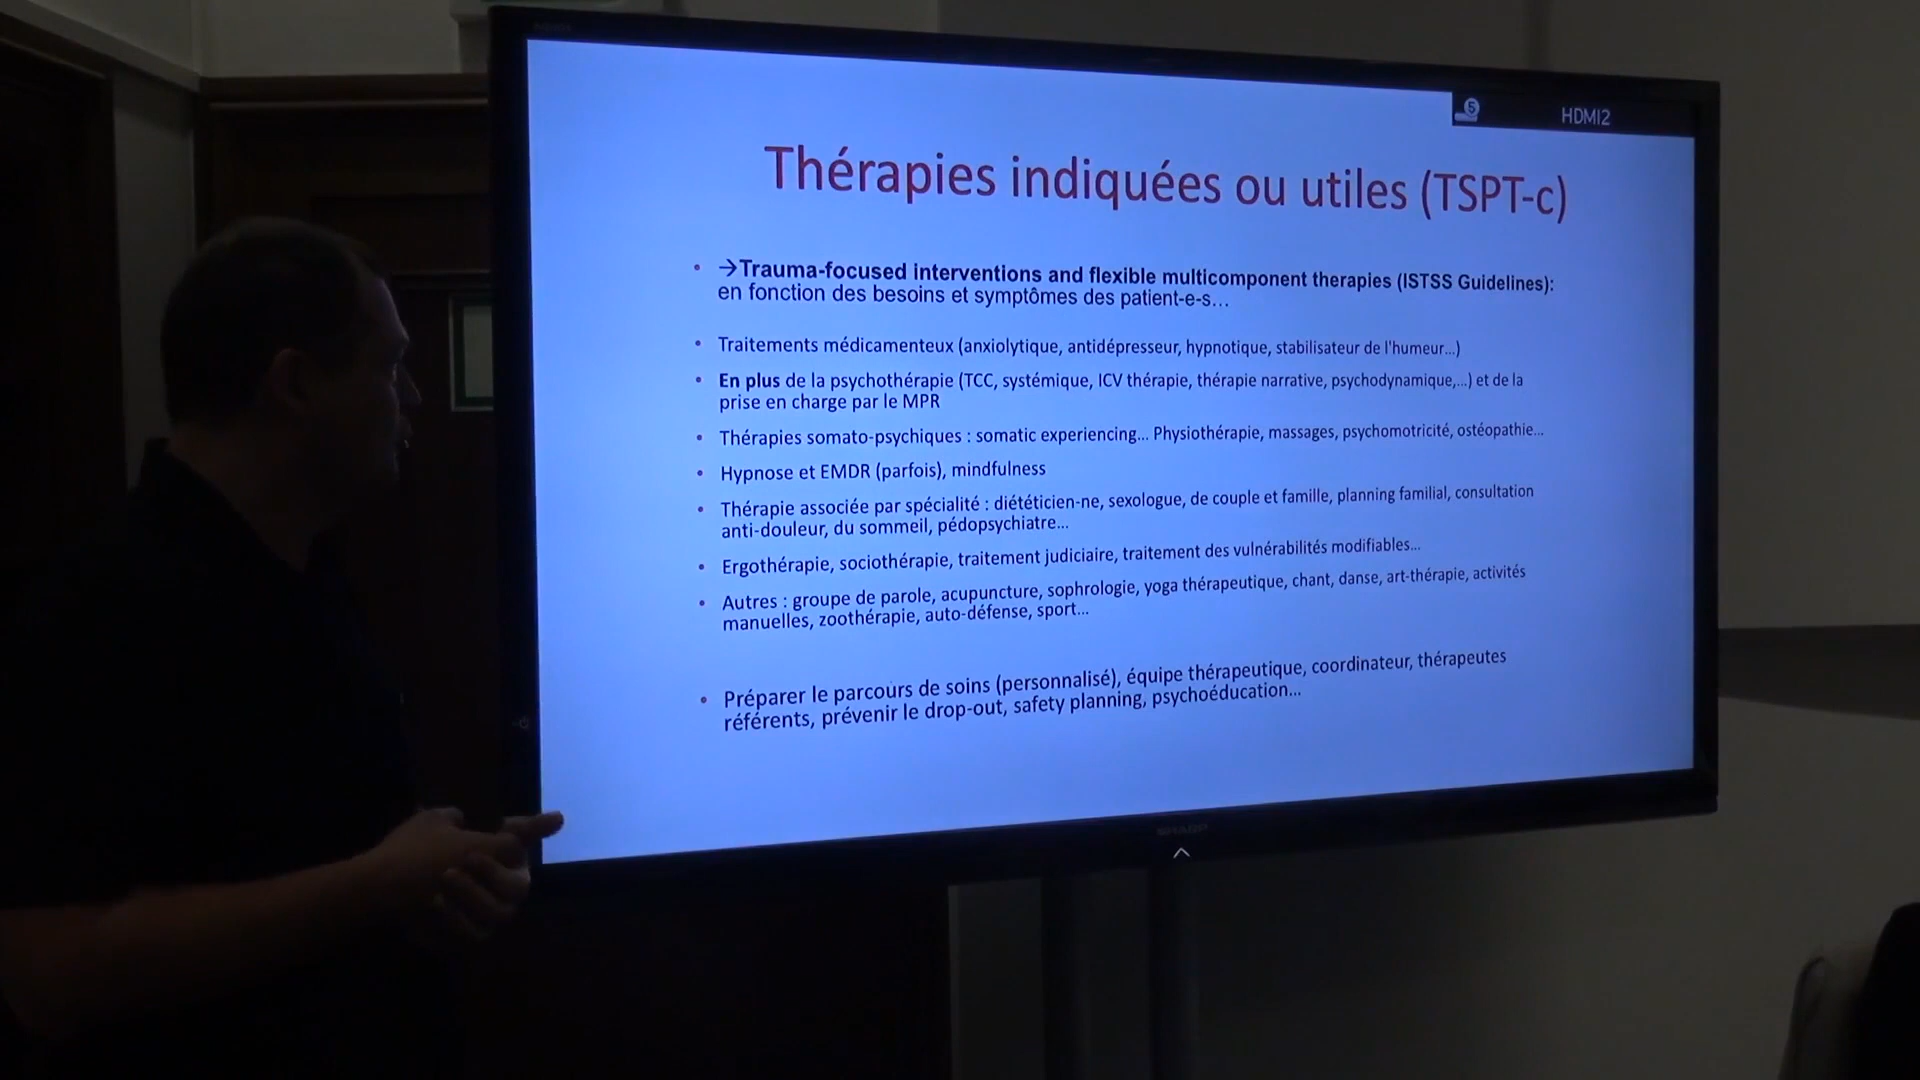 HDMI2
Thérapies indiquées ou utiles (TSPT-c)
• →Trauma-focused interventions and flexible multicomponent therapies (ISTSS Guidelines):
en fonction des besoins et symptômes des patient-e-s...
• Traitements médicamenteux (anxiolytique, antidépresseur, hypnotique, stabilisateur de l'humeur...)
• En plus de la psychothérapie (TCC, systémique, ICV thérapie, thérapie narrative, psychodynamique,...) et de la
prise en charge par le MPR
• Thérapies somato-psychiques : somatic experiencing... Physiothérapie, massages, psychomotricité, ostéopathie...
• Hypnose et EMDR (parfois), mindfulness
• Thérapie associée par spécialité : diététicien-ne, sexologue, de couple et famille, planning familial, consultation
anti-douleur, du sommeil, pédopsychiatre...
• Ergothérapie, sociothérapie, traitement judiciaire, traitement des vulnérabilités modifiables...
• Autres : groupe de parole, acupuncture, sophrologie, yoga thérapeutique, chant, danse, art-thérapie, activités
manuelles, zoothérapie, auto-défense, sport...
• Préparer le parcours de soins (personnalisé), équipe thérapeutique, coordinateur, thérapeutes
référents, prévenir le drop-out, safety planning, psychoéducation...